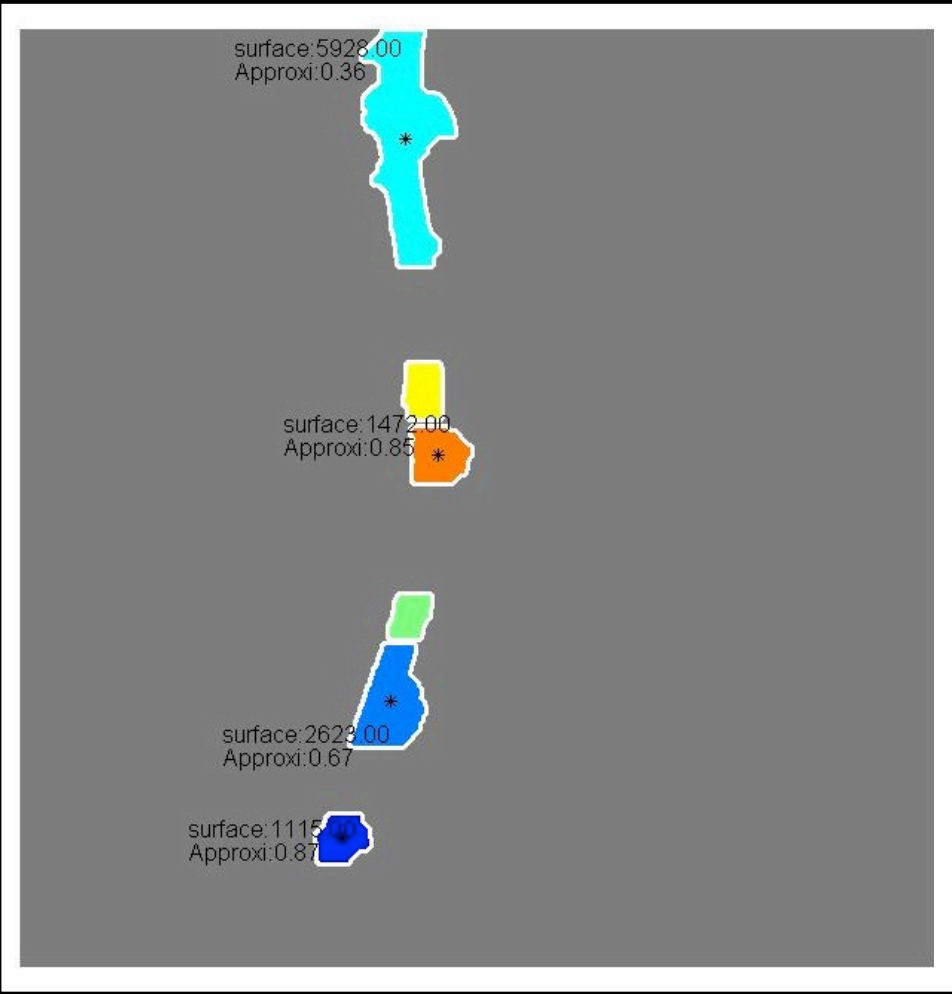 surface:5928.00
Approxi:0.36
surface:1472.00
Approxi:0.85
surface:2623.00
Approxi:0.67
surface:1115.00
Approxi:0.87